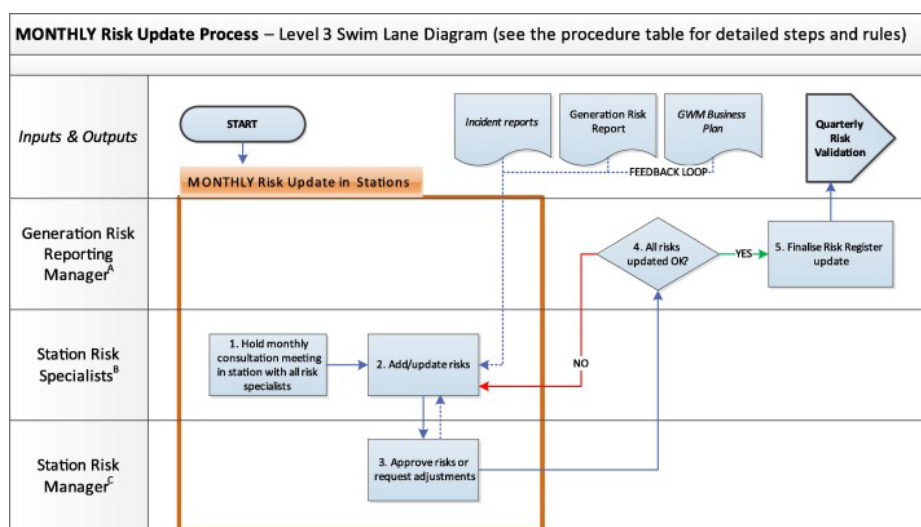 MONTHLY Risk Update Process – Level 3 Swim Lane Diagram (see the procedure table for detailed steps and rules)
Inputs & Outputs
START
Incident reports
Generation Risk
Report
GWM Business
Plan
Quarterly
Risk
Validation
FEEDBACK LOOP
MONTHLY Risk Update in Stations
Generation Risk
Reporting
Manager^A
4. All risks
updated OK?
YES
5. Finalise Risk Register
update
Station Risk
Specialists^B
1. Hold monthly
consultation meeting
in station with all risk
specialists
2. Add/update risks
NO
Station Risk
Manager^C
3. Approve risks or
request adjustments